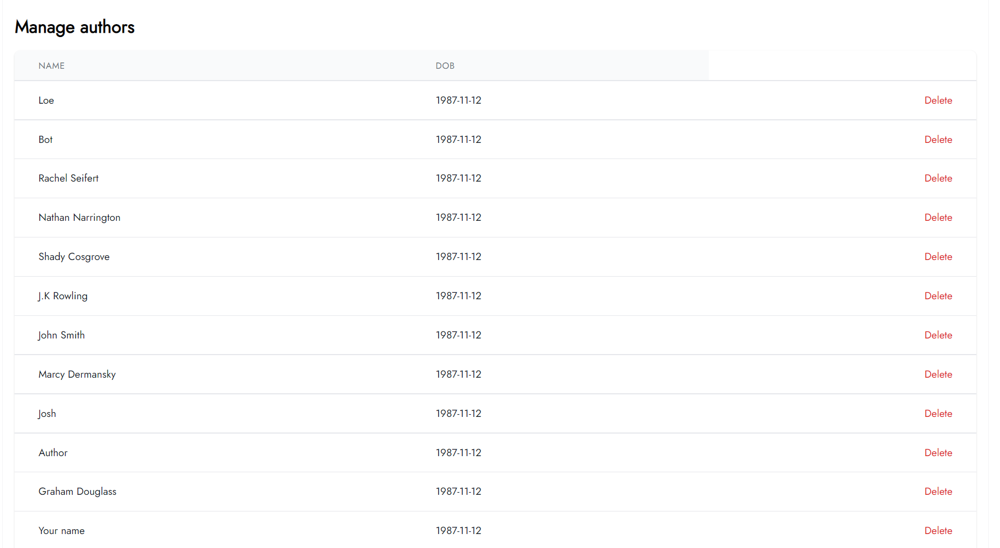 Manage authors
NAME DOB
Loe 1987-11-12 Delete
Bot 1987-11-12 Delete
Rachel Seifert 1987-11-12 Delete
Nathan Narrington 1987-11-12 Delete
Shady Cosgrove 1987-11-12 Delete
J.K Rowling 1987-11-12 Delete
John Smith 1987-11-12 Delete
Marcy Dermansky 1987-11-12 Delete
Josh 1987-11-12 Delete
Author 1987-11-12 Delete
Graham Douglass 1987-11-12 Delete
Your name 1987-11-12 Delete